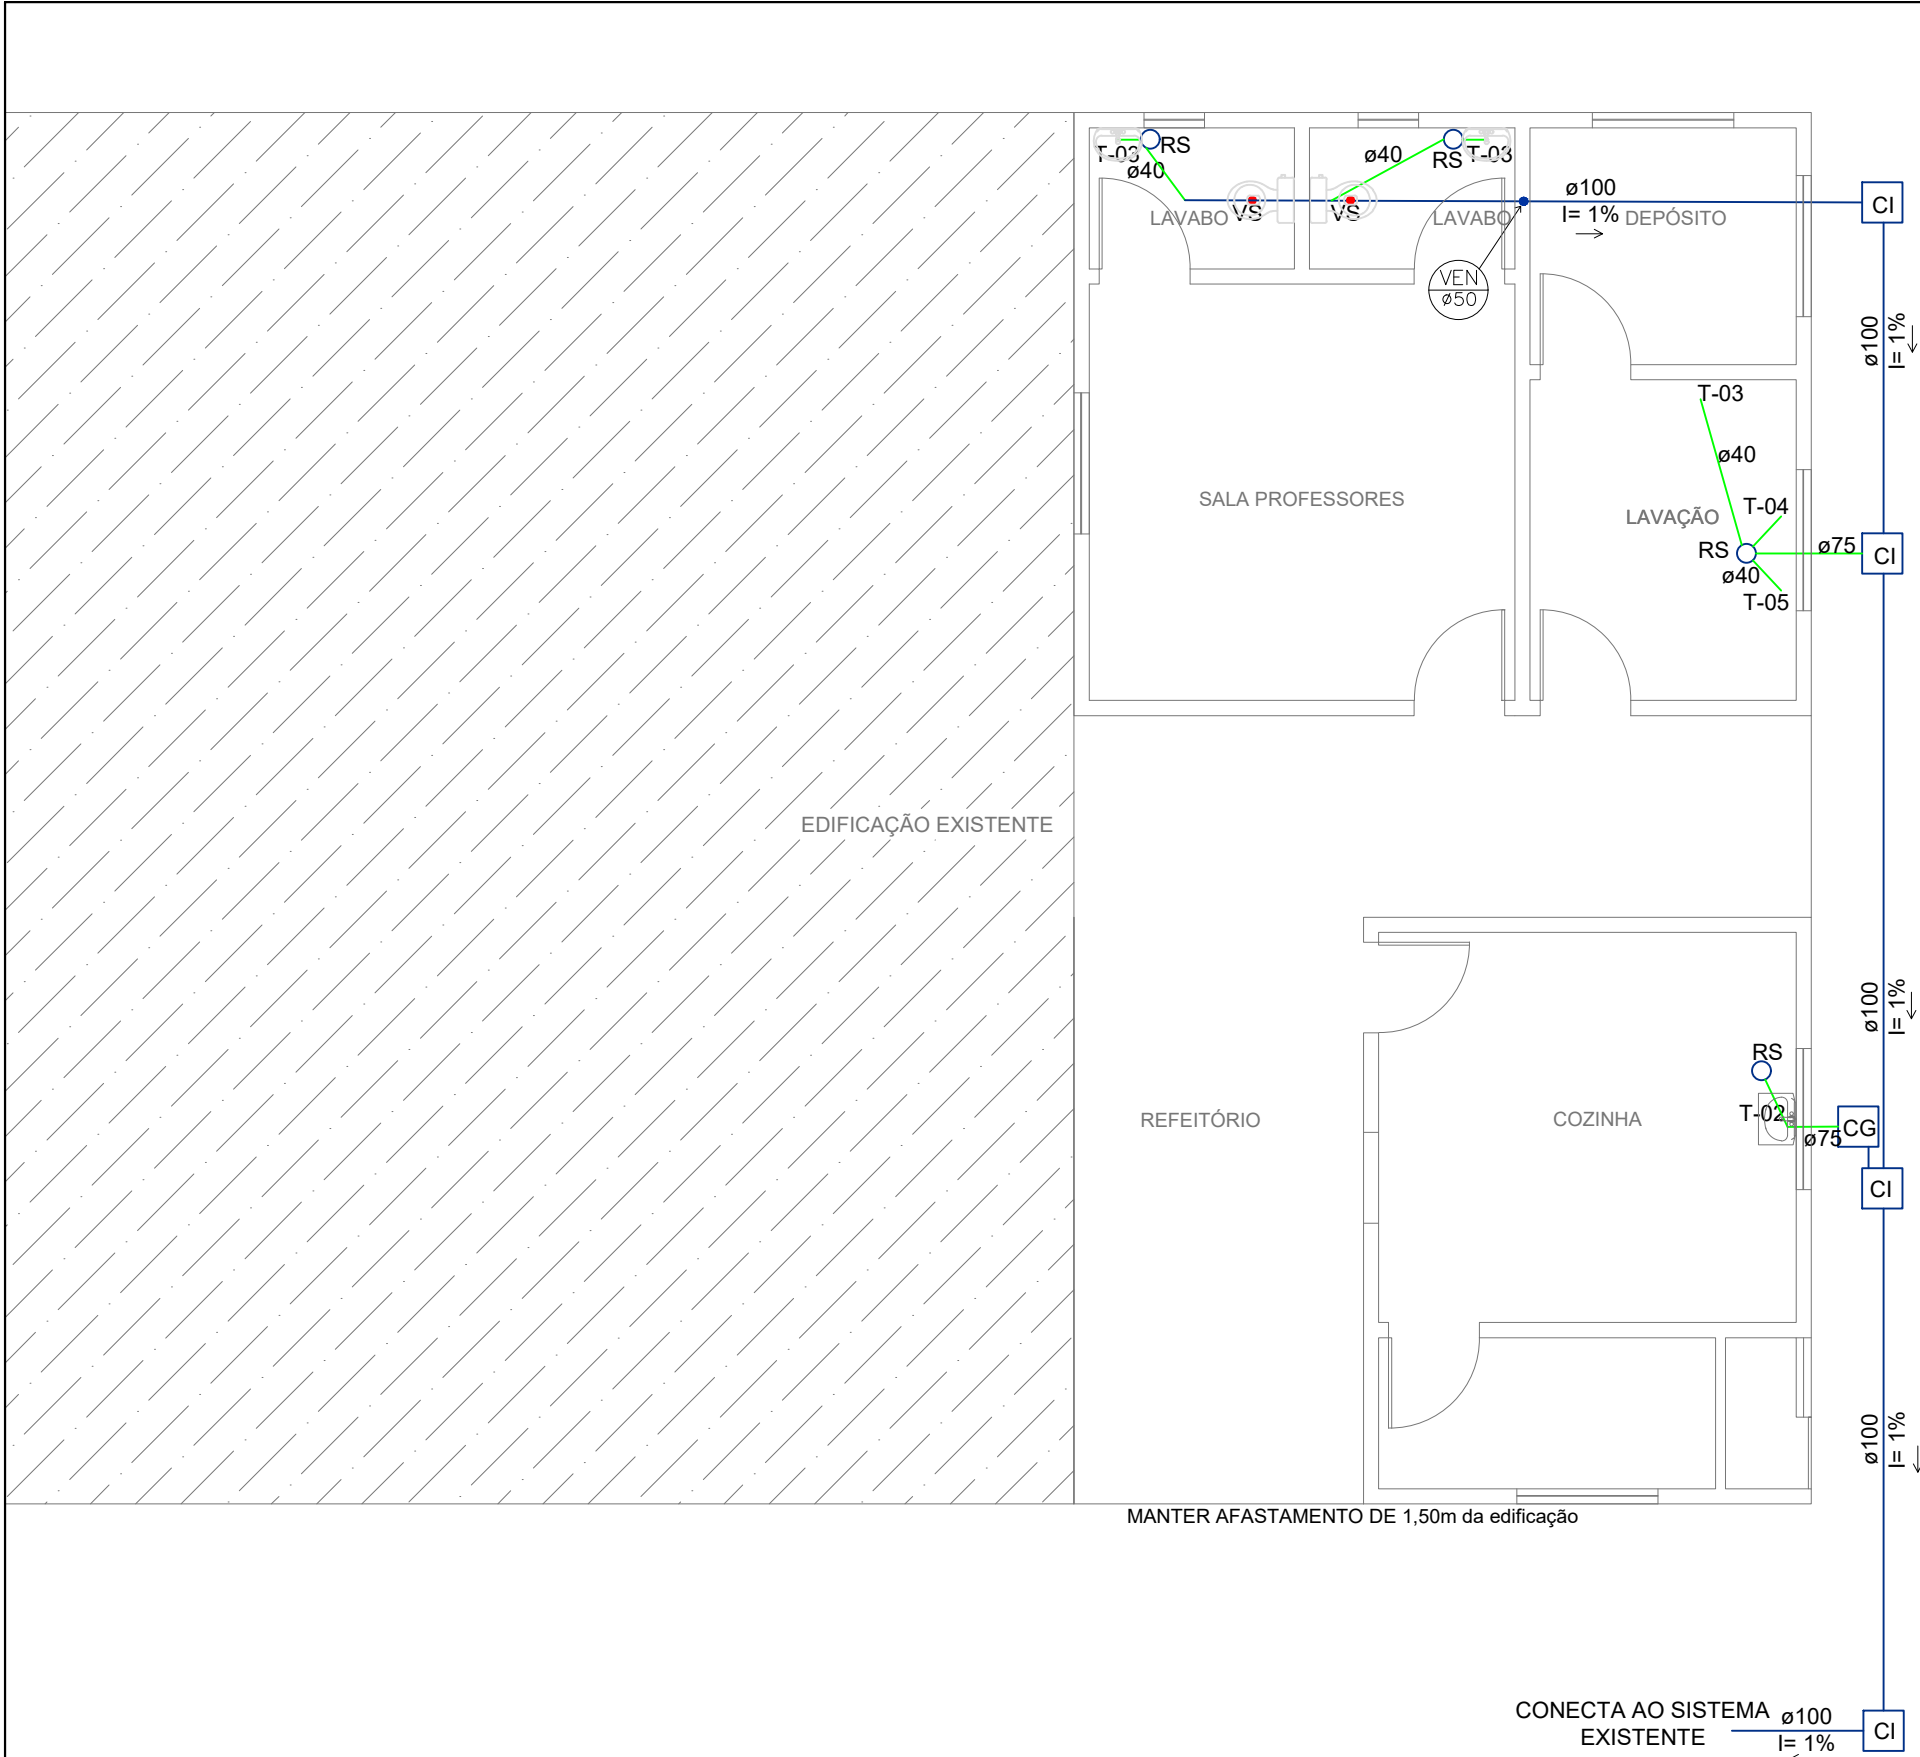 T-03
RS
ø40
ø40
RS
T-03
VS
VS
LAVABO
LAVABO
ø100
I= 1%
DEPÓSITO
CI
VEN
ø50
ø100
I= 1%
T-03
ø40
SALA PROFESSORES
T-04
LAVAÇÃO
RS
ø75
CI
ø40
T-05
EDIFICAÇÃO EXISTENTE
ø100
I= 1%
RS
T-02
REFEITÓRIO
COZINHA
ø75
CG
CI
ø100
I= 1%
MANTER AFASTAMENTO DE 1,50m da edificação
CONECTA AO SISTEMA
EXISTENTE
ø100
I= 1%
CI